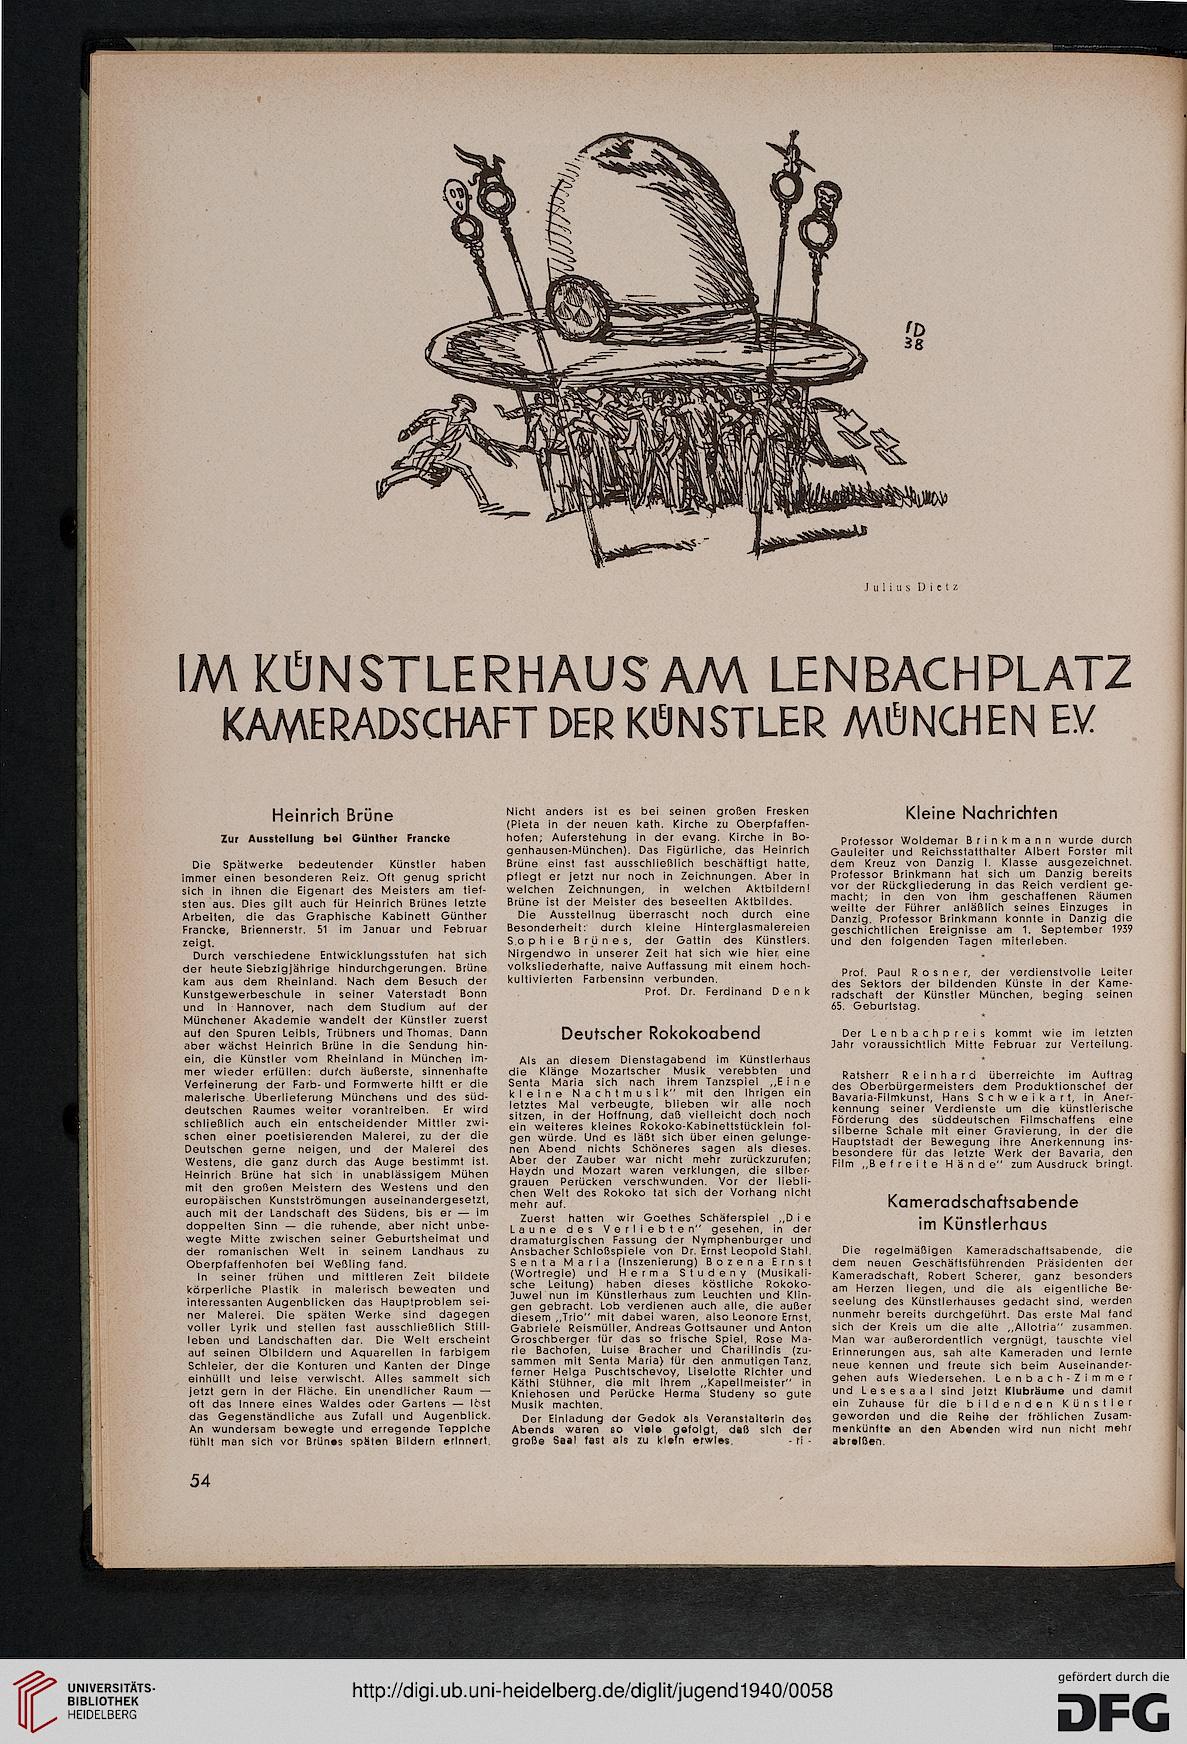 ID
38
Julius Dietz
IM KÜNSTLERHAUS AM LENBACHPLATZ
KAMERADSCHAFT DER KÜNSTLER MÜNCHEN E.V.
Heinrich Brüne
Zur Ausstellung bei Günther Francke
Die Spätwerke bedeutender Künstler haben
immer einen besonderen Reiz. Oft genug spricht
sich in ihnen die Eigenart des Meisters am tief-
sten aus. Dies gilt auch für Heinrich Brünes letzte
Arbeiten, die das Graphische Kabinett Günther
Francke, Briennerstr. 51 im Januar und Februar
zeigt.
Durch verschiedene Entwicklungsstufen hat sich
der heute Siebzigjährige hindurchgerungen. Brüne
kam aus dem Rheinland. Nach dem Besuch der
Kunstgewerbeschule in seiner Vaterstadt Bonn
und in Hannover, nach dem Studium auf der
Münchener Akademie wandelt der Künstler zuerst
auf den Spuren Leibls, Trübners und Thomas. Dann
aber wächst Heinrich Brüne in die Sendung hin-
ein, die Künstler vom Rheinland in München im-
mer wieder erfüllen: durch äußerste, sinnenhafte
Verfeinerung der Farb- und Formwerte hilft er die
malerische Überlieferung Münchens und des süd-
deutschen Raumes weiter vorantreiben. Er wird
schließlich auch ein entscheidender Mittler zwi-
schen einer poetisierenden Malerei, zu der die
Deutschen gerne neigen, und der Malerei des
Westens, die ganz durch das Auge bestimmt ist.
Heinrich Brüne hat sich in unablässigem Mühen
mit den großen Meistern des Westens und den
europäischen Kunstströmungen auseinandergesetzt,
auch mit der Landschaft des Südens, bis er — im
doppelten Sinn — die ruhende, aber nicht unbe-
wegte Mitte zwischen seiner Geburtsheimat und
der romanischen Welt in seinem Landhaus zu
Oberpfaffenhofen bei Weßling fand.
In seiner frühen und mittleren Zeit bildete
körperliche Plastik in malerisch bewegten und
interessanten Augenblicken das Hauptproblem sei-
ner Malerei. Die späten Werke sind dagegen
voller Lyrik und stellen fast ausschließlich Still-
leben und Landschaften dar. Die Welt erscheint
auf seinen Ölbildern und Aquarellen in farbigem
Schleier, der die Konturen und Kanten der Dinge
einhüllt und leise verwischt. Alles sammelt sich
jetzt gern in der Fläche. Ein unendlicher Raum —
oft das Innere eines Waldes oder Gartens — löst
das Gegenständliche aus Zufall und Augenblick.
An wundersam bewegte und erregende Teppiche
fühlt man sich vor Brünes späten Bildern erinnert.
Nicht anders ist es bei seinen großen Fresken
(Pieta in der neuen kath. Kirche zu Oberpfaffen-
hofen; Auferstehung in der evang. Kirche in Bo-
genhausen-München). Das Figürliche, das Heinrich
Brüne einst fast ausschließlich beschäftigt hatte,
pflegt er jetzt nur noch in Zeichnungen. Aber in
welchen Zeichnungen, in welchen Aktbildern!
Brüne ist der Meister des beseelten Aktbildes.
Die Ausstellnug überrascht noch durch eine
Besonderheit: durch kleine Hinterglasmalereien
Sophie Brünes, der Gattin des Künstlers.
Nirgendwo in unserer Zeit hat sich wie hier eine
volksliederhafte, naive Auffassung mit einem hoch-
kultivierten Farbensinn verbunden.
Prof. Dr. Ferdinand Denk
Deutscher Rokokoabend
Als an diesem Dienstagabend im Künstlerhaus
die Klänge Mozartscher Musik verebbten und
Senta Maria sich nach ihrem Tanzspiel „Eine
kleine Nachtmusik" mit den Ihrigen ein
letztes Mal verbeugte, blieben wir alle noch
sitzen, in der Hoffnung, daß vielleicht doch noch
ein weiteres kleines Rokoko-Kabinettstücklein fol-
gen würde. Und es läßt sich über einen gelunge-
nen Abend nichts Schöneres sagen als dieses.
Aber der Zauber war nicht mehr zurückzurufen;
Haydn und Mozart waren verklungen, die silber-
grauen Perücken verschwunden. Vor der liebli-
chen Welt des Rokoko tat sich der Vorhang nicht
mehr auf.
Zuerst hatten wir Goethes Schäferspiel „Die
Laune des Verliebten" gesehen, in der
dramaturgischen Fassung der Nymphenburger und
Ansbacher Schloßspiele von Dr. Ernst Leopold Stahl.
Senta Maria (Inszenierung) Bozena Ernst
(Wortregie) und Herma Studeny (Musikali-
sche Leitung) haben dieses köstliche Rokoko-
Juwel nun im Künstlerhaus zum Leuchten und Klin-
gen gebracht. Lob verdienen auch alle, die außer
diesem „Trio" mit dabei waren, also Leonore Ernst,
Gabriele Reismüller, Andreas Gottsauner und Anton
Groschberger für das so frische Spiel, Rose Ma-
rie Bachofen, Luise Bracher und Charilindis (zu-
sammen mit Senta Maria) für den anmutigen Tanz,
ferner Helga Puschtschevoy, Liselotte Richter und
Käthi Stühner, die mit ihrem „Kapellmeister" in
Kniehosen und Perücke Herma Studeny so gute
Musik machten.
Der Einladung der Gedok als Veranstalterin des
Abends waren so viele gefolgt, daß sich der
große Saal fast als zu klein erwies. - ri -
Kleine Nachrichten
Professor Woldemar Brinkmann wurde durch
Gauleiter und Reichsstatthalter Albert Forster mit
dem Kreuz von Danzig I. Klasse ausgezeichnet.
Professor Brinkmann hat sich um Danzig bereits
vor der Rückgliederung in das Reich verdient ge-
macht; in den von ihm geschaffenen Räumen
weilte der Führer anläßlich seines Einzuges in
Danzig. Professor Brinkmann konnte in Danzig die
geschichtlichen Ereignisse am 1. September 1939
und den folgenden Tagen miterleben.
*
Prof. Paul Rosner, der verdienstvolle Leiter
des Sektors der bildenden Künste in der Kame-
radschaft der Künstler München, beging seinen
65. Geburtstag.
*
Der Lenbachpreis kommt wie im letzten
Jahr voraussichtlich Mitte Februar zur Verteilung.
*
Ratsherr Reinhard überreichte im Auftrag
des Oberbürgermeisters dem Produktionschef der
Bavaria-Filmkunst, Hans Schweikart, in Aner-
kennung seiner Verdienste um die künstlerische
Förderung des süddeutschen Filmschaffens eine
silberne Schale mit einer Gravierung, in der die
Hauptstadt der Bewegung ihre Anerkennung ins-
besondere für das letzte Werk der Bavaria, den
Film „Befreite Hände" zum Ausdruck bringt.
Kameradschaftsabende
im Künstlerhaus
Die regelmäßigen Kameradschaftsabende, die
dem neuen Geschäftsführenden Präsidenten der
Kameradschaft, Robert Scherer, ganz besonders
am Herzen liegen, und die als eigentliche Be-
seelung des Künstlerhauses gedacht sind, werden
nunmehr bereits durchgeführt. Das erste Mal fand
sich der Kreis um die alte „Allotria" zusammen.
Man war außerordentlich vergnügt, tauschte viel
Erinnerungen aus, sah alte Kameraden und lernte
neue kennen und freute sich beim Auseinander-
gehen aufs Wiedersehen. Lenbach-Zimmer
und Lesesaal sind jetzt Klubräume und damit
ein Zuhause für die bildenden Künstler
geworden und die Reihe der fröhlichen Zusam-
menkünfte an den Abenden wird nun nicht mehr
abreißen.
54
UNIVERSITÄTS-
BIBLIOTHEK
HEIDELBERG
http://digi.ub.uni-heidelberg.de/diglit/jugend1940/0058
gefördert durch die
DFG